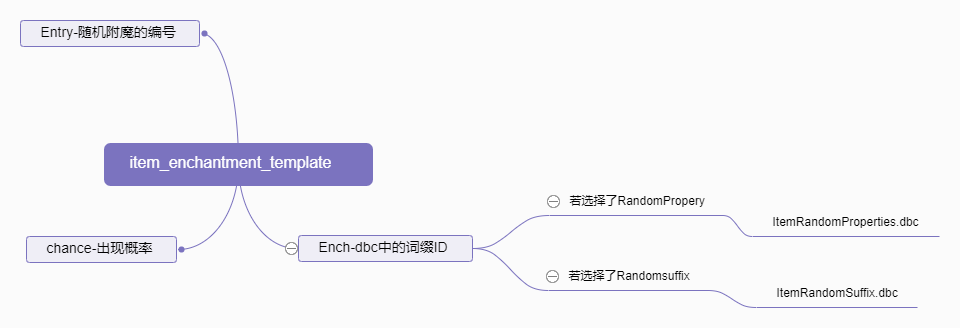 Entry-随机附魔的编号
item_enchantment_template
chance-出现概率
Ench-dbc中的词缀ID
若选择了RandomPropery
ItemRandomProperties.dbc
若选择了Randomsuffix
ItemRandomSuffix.dbc